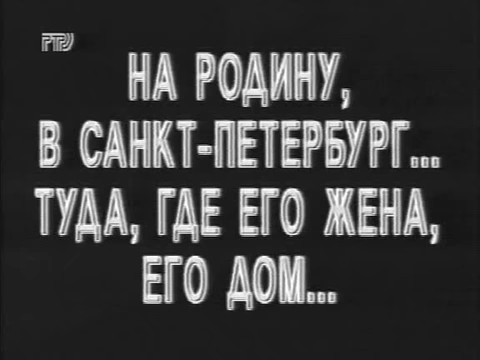 РТР
НА РОДИНУ,
В САНКТ-ПЕТЕРБУРГ...
ТУДА, ГДЕ ЕГО ЖЕНА,
ЕГО ДОМ...